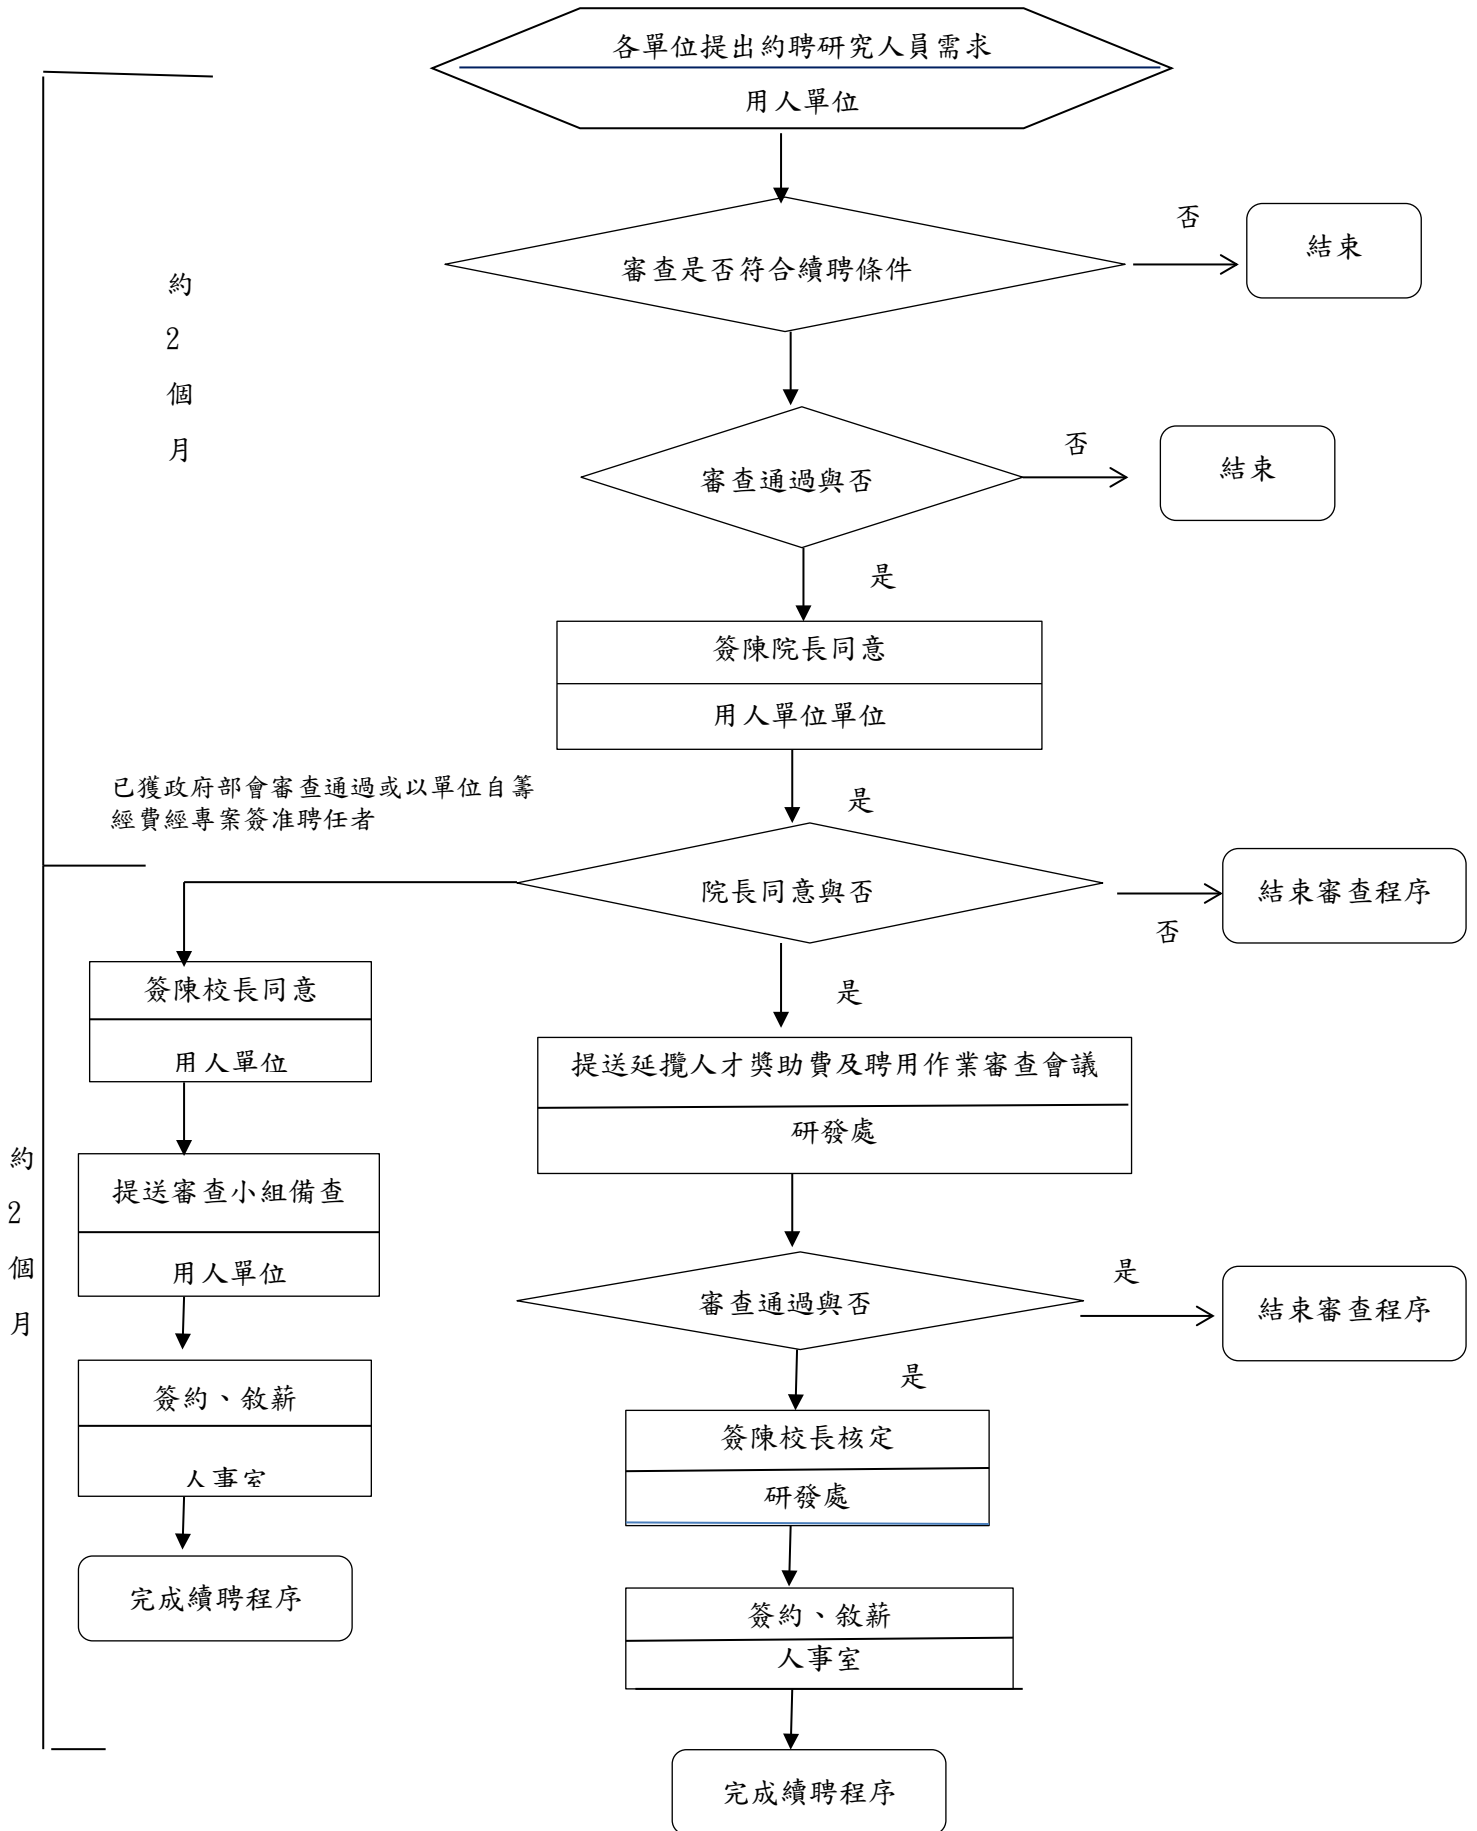 各單位提出約聘研究人員需求
用人單位
審查是否符合續聘條件
否
結束
約
2
個
月
審查通過與否
否
結束
是
簽陳院長同意
用人單位單位
已獲政府部會審查通過或以單位自籌
經費經專案簽准聘任者
是
院長同意與否
否
結束審查程序
簽陳校長同意
用人單位
是
提送延攬人才獎助費及聘用作業審查會議
研發處
約
2
個
月
提送審查小組備查
用人單位
審查通過與否
是
結束審查程序
簽約、敘薪
人事室
是
簽陳校長核定
研發處
完成續聘程序
簽約、敘薪
人事室
完成續聘程序